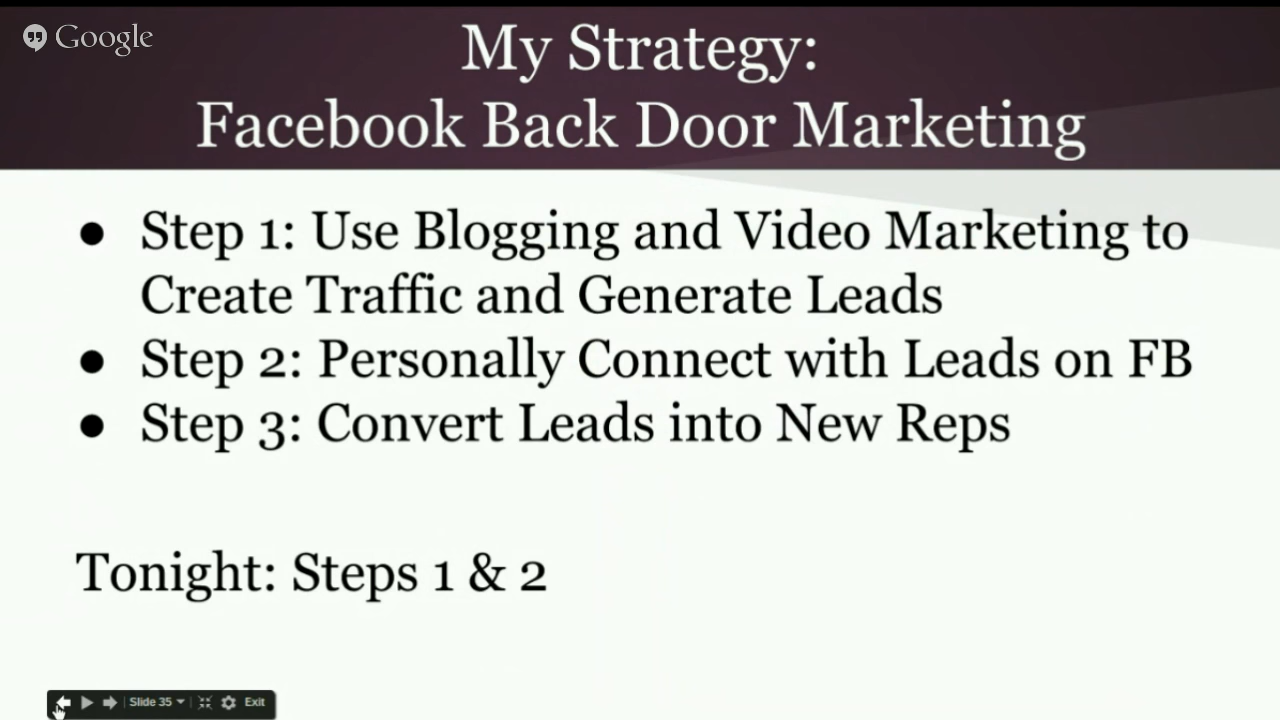 Google
My Strategy:
Facebook Back Door Marketing
● Step 1: Use Blogging and Video Marketing to
Create Traffic and Generate Leads
● Step 2: Personally Connect with Leads on FB
● Step 3: Convert Leads into New Reps
Tonight: Steps 1 & 2
Slide 35 Exit